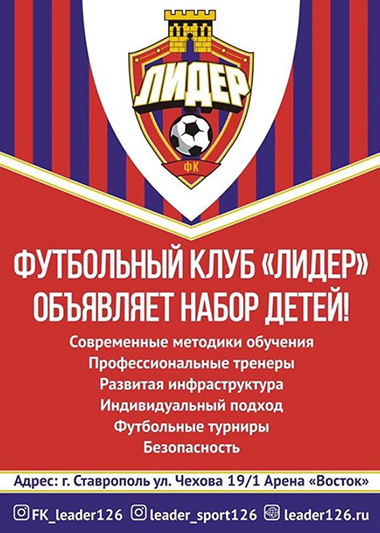 ЛИДЕР
ФК
ФУТБОЛЬНЫЙ КЛУБ «ЛИДЕР»
ОБЪЯВЛЯЕТ НАБОР ДЕТЕЙ!
Современные методики обучения
Профессиональные тренеры
Развитая инфраструктура
Индивидуальный подход
Футбольные турниры
Безопасность
Адрес: г. Ставрополь ул. Чехова 19/1 Арена «Восток»
FK_leader126 leader_sport126 leader126.ru